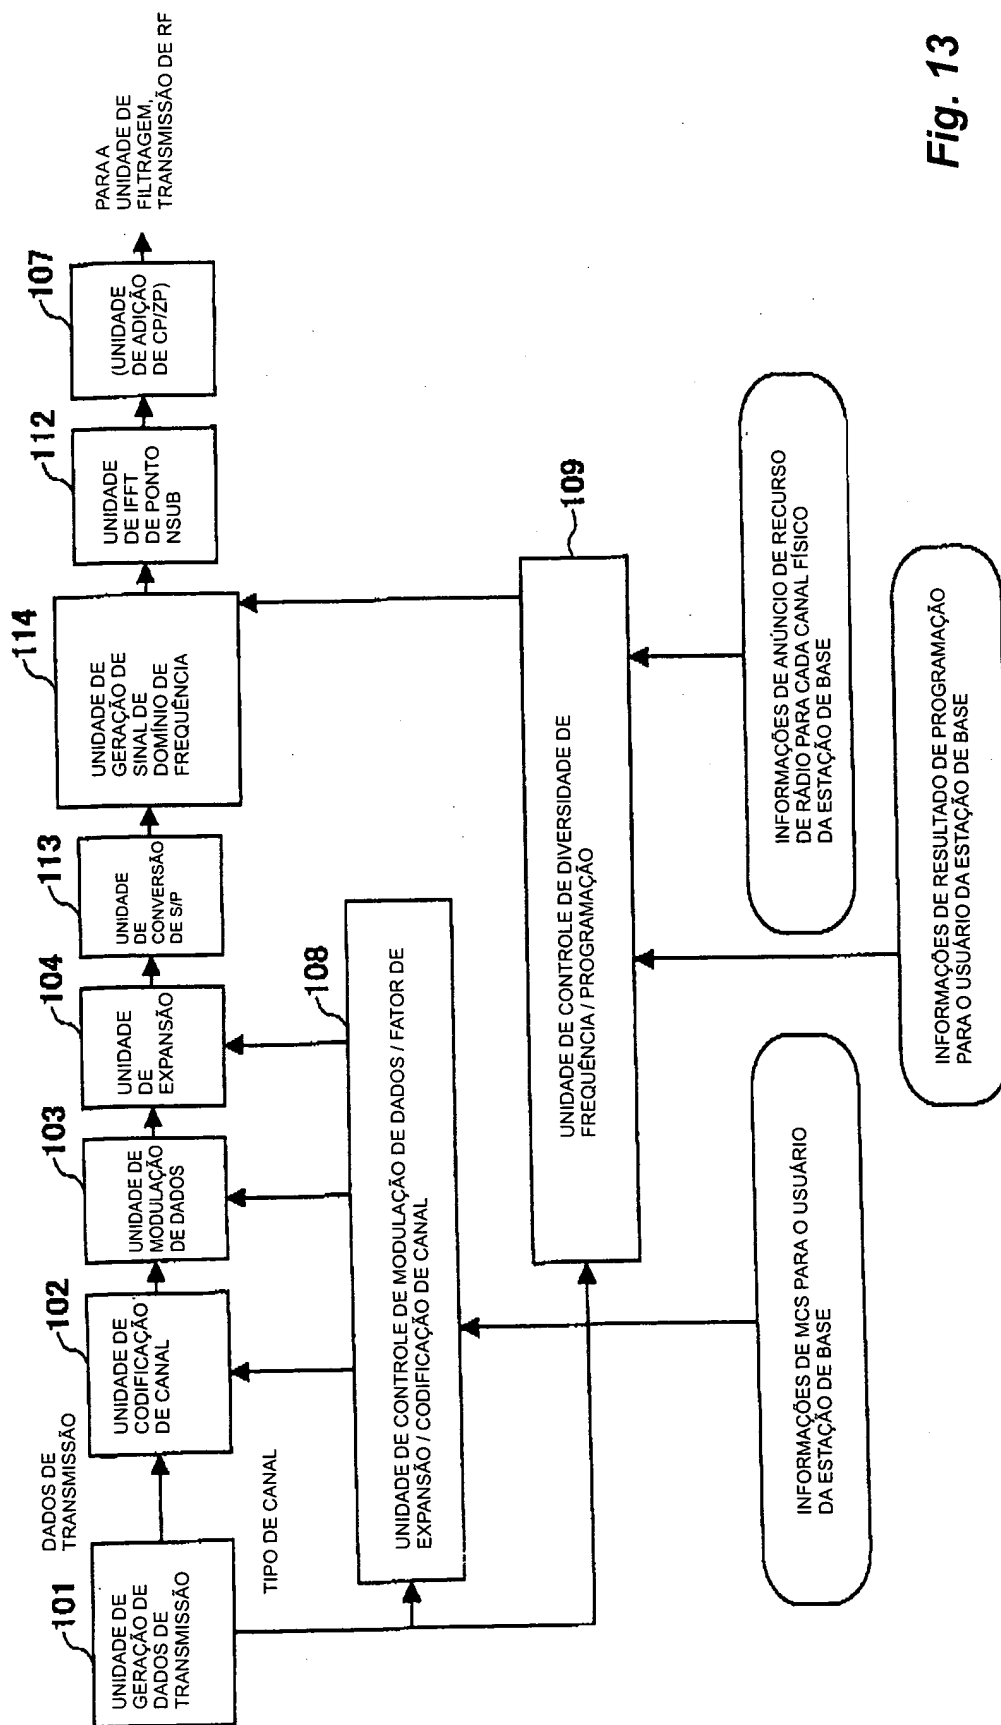 101
UNIDADE DE
GERAÇÃO DE
DADOS DE
TRANSMISSÃO
DADOS DE
TRANSMISSÃO
TIPO DE CANAL
102
UNIDADE DE
CODIFICAÇÃO
DE CANAL
103
UNIDADE DE
MODULAÇÃO
DE DADOS
104
UNIDADE
DE
EXPANSÃO
113
UNIDADE
DE
CONVERSÃO
DE S/P
114
UNIDADE DE
GERAÇÃO DE
SINAL DE
DOMÍNIO DE
FREQUÊNCIA
112
UNIDADE
DE IFFT
DE PONTO
NSUB
107
(UNIDADE
DE ADIÇÃO
DE CP/ZP)
PARA A
UNIDADE DE
FILTRAGEM,
TRANSMISSÃO DE RF
108
UNIDADE DE CONTROLE DE MODULAÇÃO DE DADOS / FATOR DE
EXPANSÃO / CODIFICAÇÃO DE CANAL
109
UNIDADE DE CONTROLE DE DIVERSIDADE DE
FREQUÊNCIA / PROGRAMAÇÃO
INFORMAÇÕES DE MCS PARA O USUÁRIO
DA ESTAÇÃO DE BASE
INFORMAÇÕES DE ANÚNCIO DE RECURSO
DE RÁDIO PARA CADA CANAL FÍSICO
DA ESTAÇÃO DE BASE
INFORMAÇÕES DE RESULTADO DE PROGRAMAÇÃO
PARA O USUÁRIO DA ESTAÇÃO DE BASE
Fig. 13